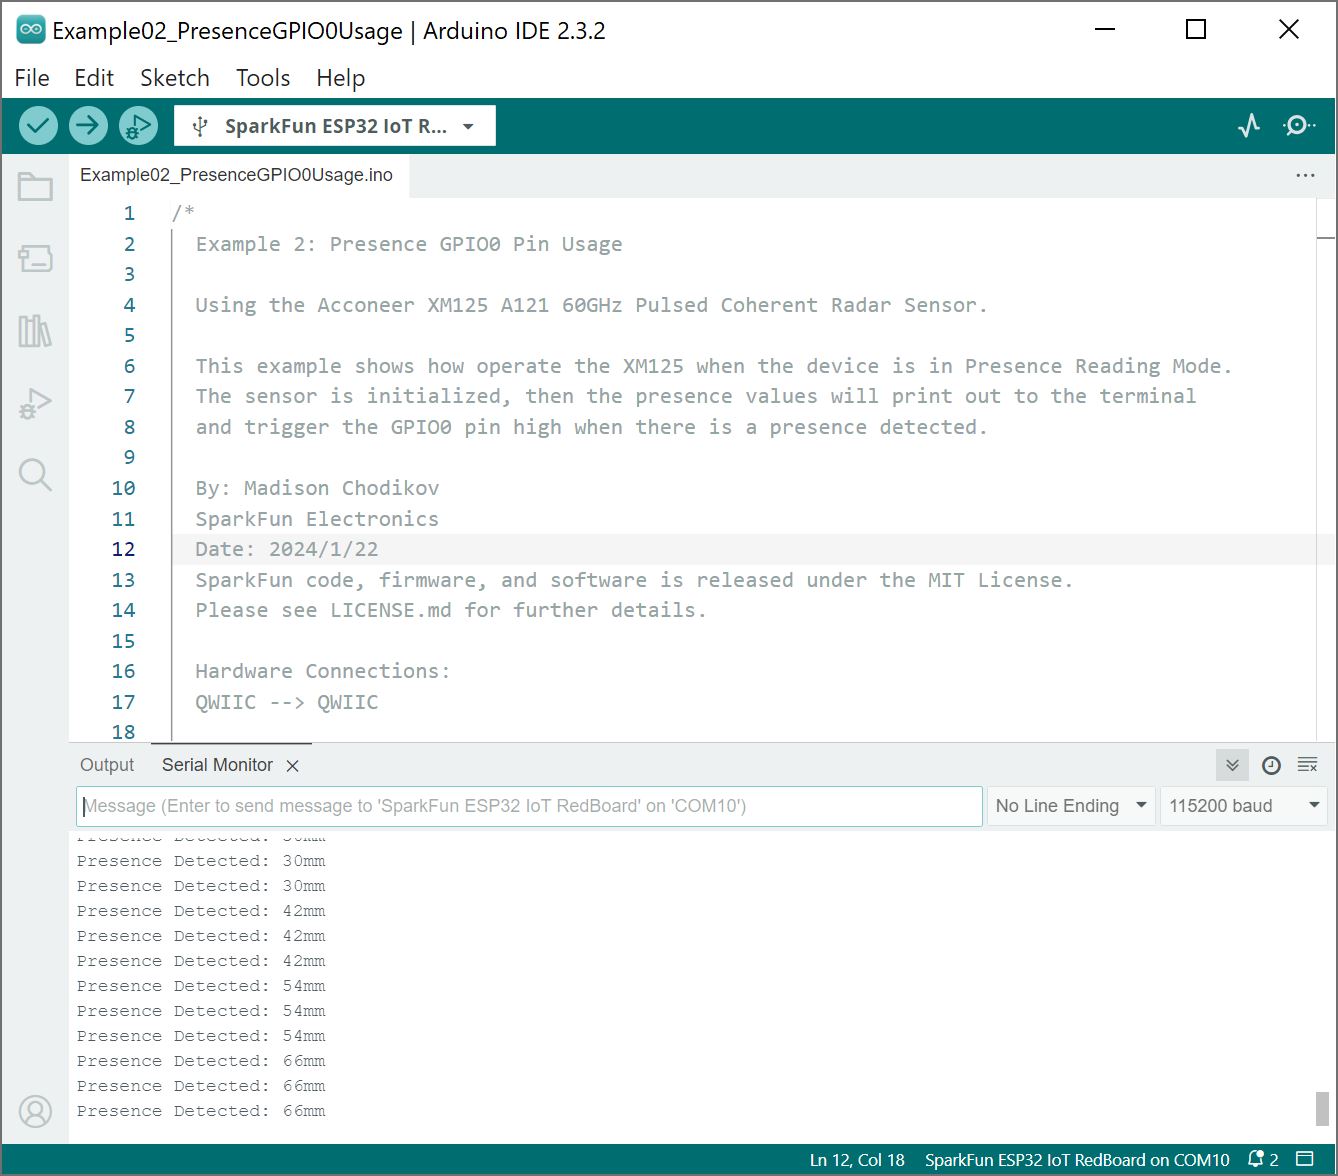 Example02_PresenceGPIO0Usage | Arduino IDE 2.3.2
File Edit Sketch Tools Help
SparkFun ESP32 IoT R...
Example02_PresenceGPIO0Usage.ino
1 /*
2 Example 2: Presence GPIO0 Pin Usage
3
4 Using the Acconeer XM125 A121 60GHz Pulsed Coherent Radar Sensor.
5
6 This example shows how operate the XM125 when the device is in Presence Reading Mode.
7 The sensor is initialized, then the presence values will print out to the terminal
8 and trigger the GPIO0 pin high when there is a presence detected.
9
10 By: Madison Chodikov
11 SparkFun Electronics
12 Date: 2024/1/22
13 SparkFun code, firmware, and software is released under the MIT License.
14 Please see LICENSE.md for further details.
15
16 Hardware Connections:
17 QWIIC --> QWIIC
18
Output Serial Monitor
Message (Enter to send message to 'SparkFun ESP32 IoT RedBoard' on 'COM10') No Line Ending 115200 baud
Presence Detected: 30mm
Presence Detected: 30mm
Presence Detected: 30mm
Presence Detected: 42mm
Presence Detected: 42mm
Presence Detected: 42mm
Presence Detected: 54mm
Presence Detected: 54mm
Presence Detected: 54mm
Presence Detected: 66mm
Presence Detected: 66mm
Presence Detected: 66mm
Ln 12, Col 18 SparkFun ESP32 IoT RedBoard on COM10 2